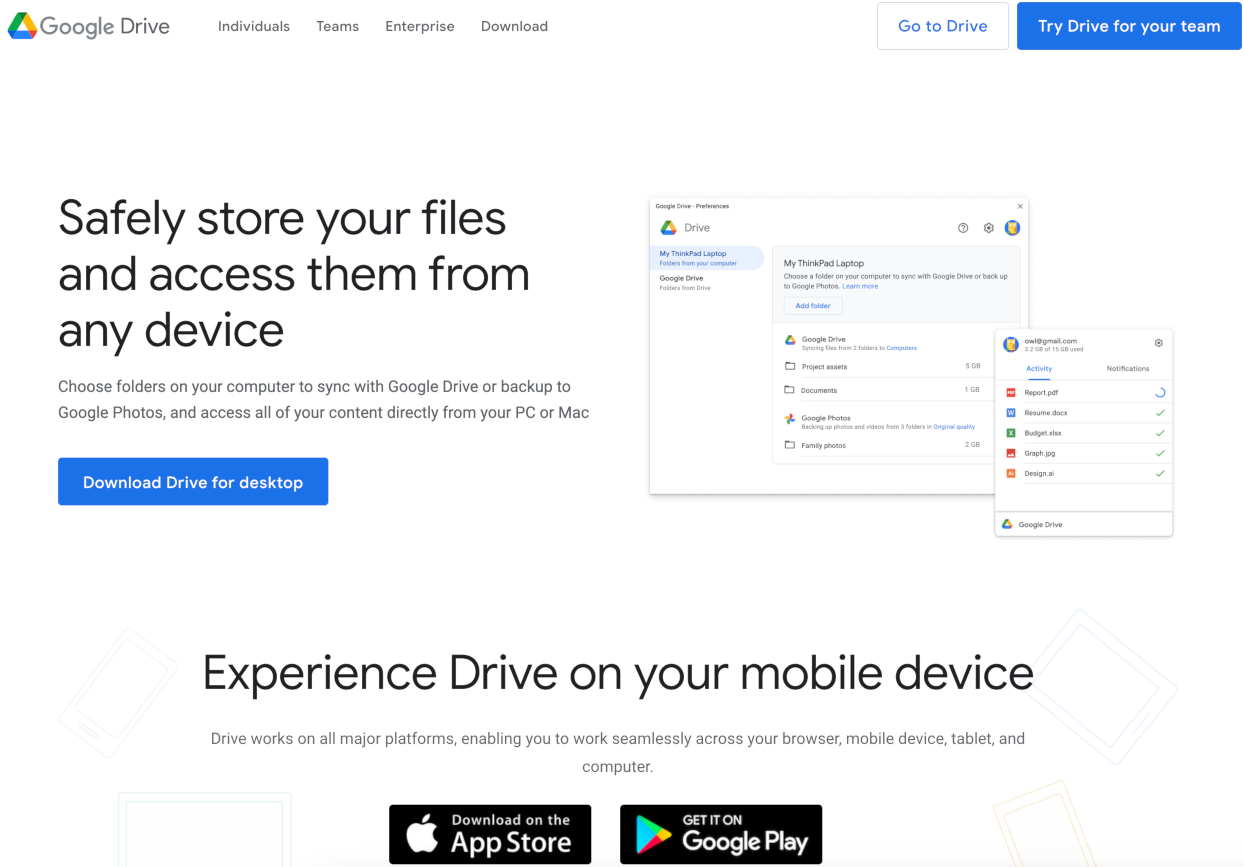 Google Drive
Individuals
Teams
Enterprise
Download
Go to Drive
Try Drive for your team
Safely store your files
and access them from
any device
Choose folders on your computer to sync with Google Drive or backup to
Google Photos, and access all of your content directly from your PC or Mac
Download Drive for desktop
Google Drive - Preferences
Drive
My ThinkPad Laptop
Folders from your computer
Google Drive
Folders from Drive
My ThinkPad Laptop
Choose a folder on your computer to sync with Google Drive or back up
to Google Photos. Learn more
Add folder
Google Drive
Syncing files from 2 folders to Computers
Project assets 5 GB
Documents 1 GB
Google Photos
Backing up photos and videos from 3 folders in Original quality
Family photos 2 GB
owl@gmail.com
3.2 GB of 15 GB used
Activity
Notifications
PDF Report.pdf
W Resume.docx
X Budget.xlsx
Graph.jpg
Ai Design.ai
Google Drive
Experience Drive on your mobile device
Drive works on all major platforms, enabling you to work seamlessly across your browser, mobile device, tablet, and
computer.
Download on the
App Store
GET IT ON
Google Play